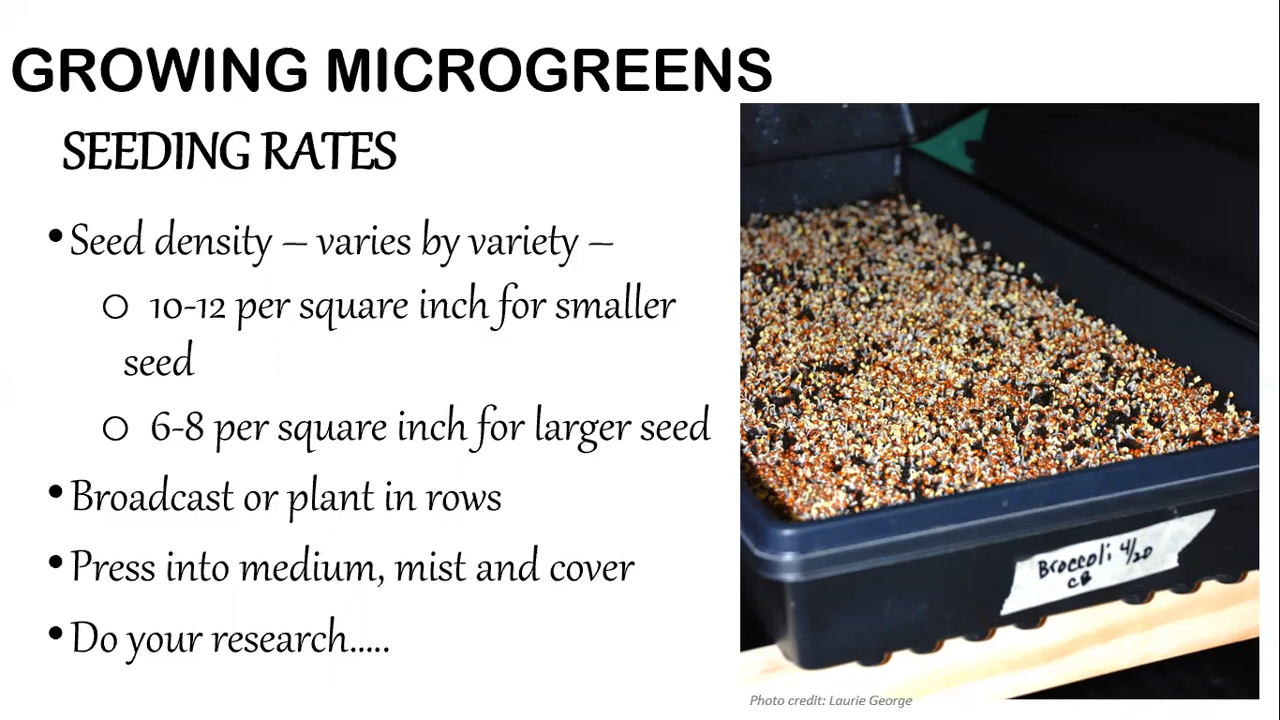 GROWING MICROGREENS
SEEDING RATES
•Seed density – varies by variety –
o 10-12 per square inch for smaller
seed
o 6-8 per square inch for larger seed
•Broadcast or plant in rows
•Press into medium, mist and cover
•Do your research.....
Broccoli 4/20
CB
Photo credit: Laurie George